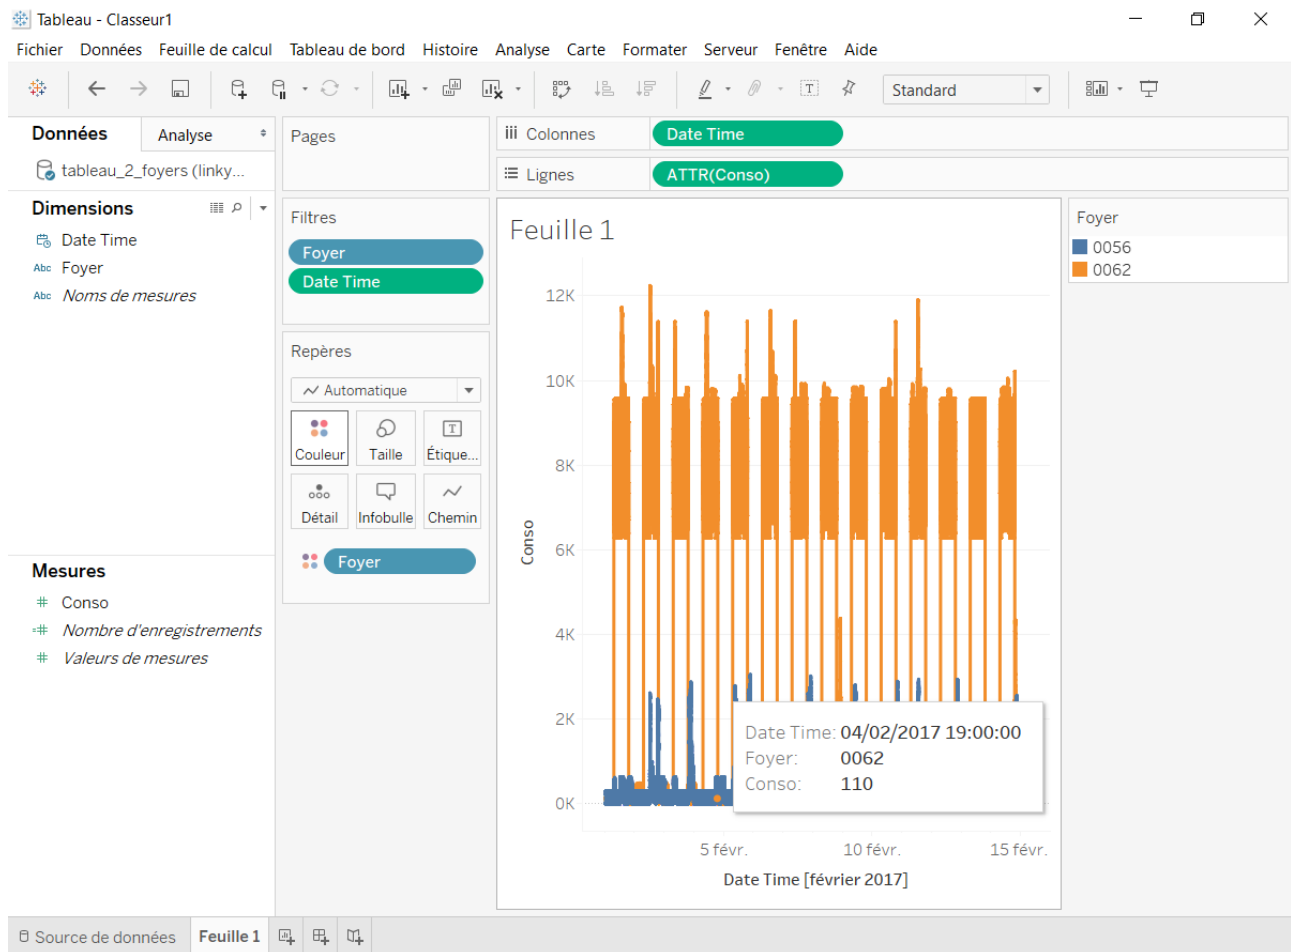 Tableau - Classeur1
Fichier Données Feuille de calcul Tableau de bord Histoire Analyse Carte Formater Serveur Fenêtre Aide
Standard
Données Analyse
tableau_2_foyers (linky...
Dimensions
Date Time
Abc Foyer
Abc Noms de mesures
Mesures
Conso
Nombre d'enregistrements
Valeurs de mesures
Pages
Filtres
Foyer
Date Time
Repères
Automatique
Couleur Taille Étique...
Détail Infobulle Chemin
Foyer
Colonnes Date Time
Lignes ATTR(Conso)
Feuille 1
12K
10K
8K
6K
4K
2K
0K
Conso
Date Time: 04/02/2017 19:00:00
Foyer: 0062
Conso: 110
5 févr. 10 févr. 15 févr.
Date Time [février 2017]
Foyer
0056
0062
Source de données Feuille 1